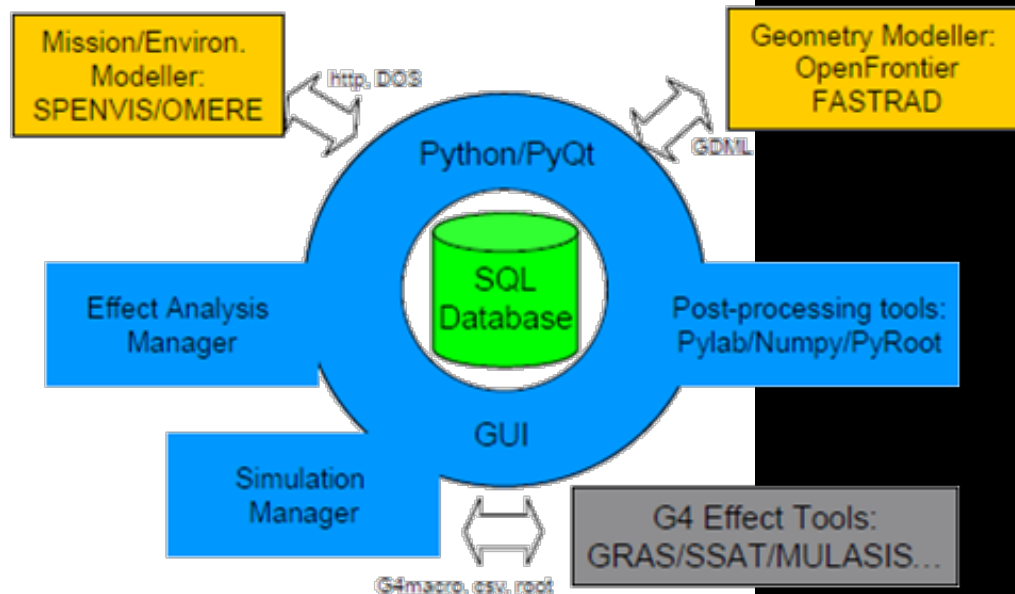 Mission/Environ.
Modeller:
SPENVIS/OMERE
http, DOS
Geometry Modeller:
OpenFrontier
FASTRAD
GDML
Python/PyQt
SQL
Database
Effect Analysis
Manager
Post-processing tools:
Pylab/Numpy/PyRoot
GUI
Simulation
Manager
G4 Effect Tools:
GRAS/SSAT/MULASIS...
G4macro, csv, root